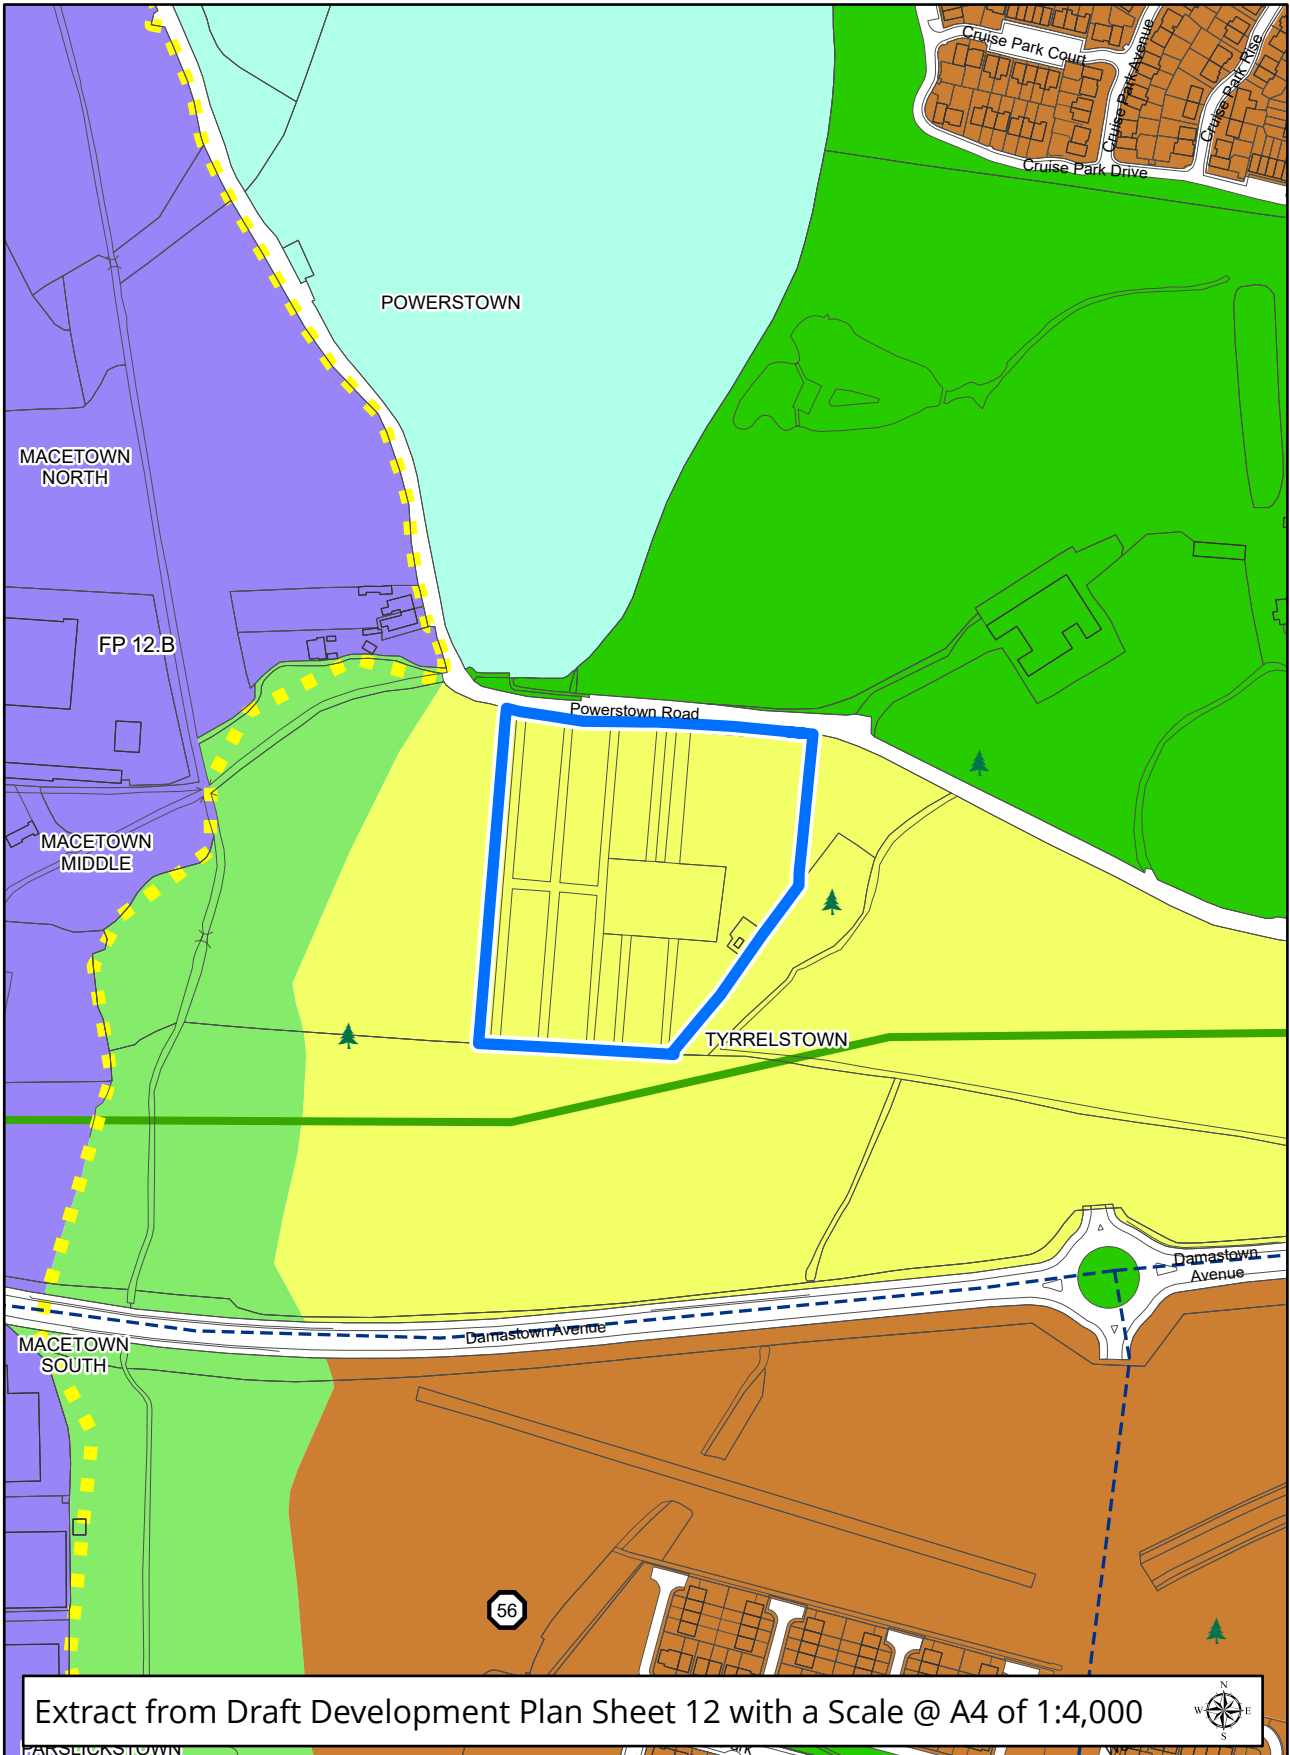 Cruise Park Court
Cruise Park Avenue
Cruise Park Rise
Cruise Park Drive
POWERSTOWN
MACETOWN
NORTH
FP 12.B
Powerstown Road
MACETOWN
MIDDLE
TYRRELSTOWN
Damastown
Avenue
Damastown Avenue
MACETOWN
SOUTH
56
Extract from Draft Development Plan Sheet 12 with a Scale @ A4 of 1:4,000
N
W E
S
PARSLICKSTOWN